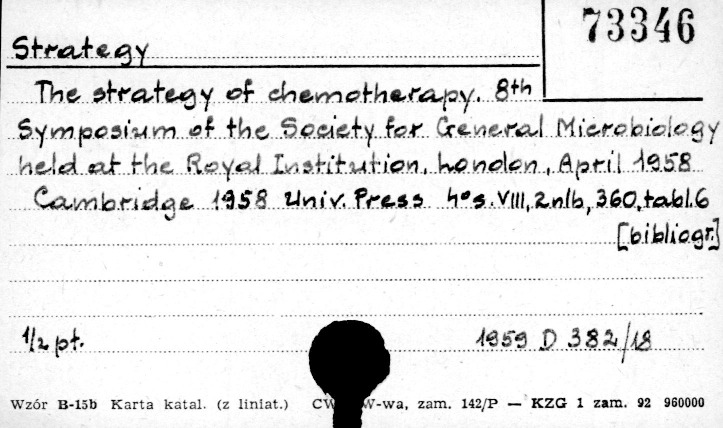 73346
Strategy
The strategy of chemotherapy. 8th
Symposium of the Society for General Microbiology
held at the Royal Institution, London, April 1958
Cambridge 1958 Univ. Press 4°s. VIII, 2nlb, 360, tabl. 6
[bibliogr.]
1/2 pt.
1959 D 382/18
Wzór B-15b Karta katal. (z liniat.) W-wa, zam. 142/P — KZG 1 zam. 92 960000